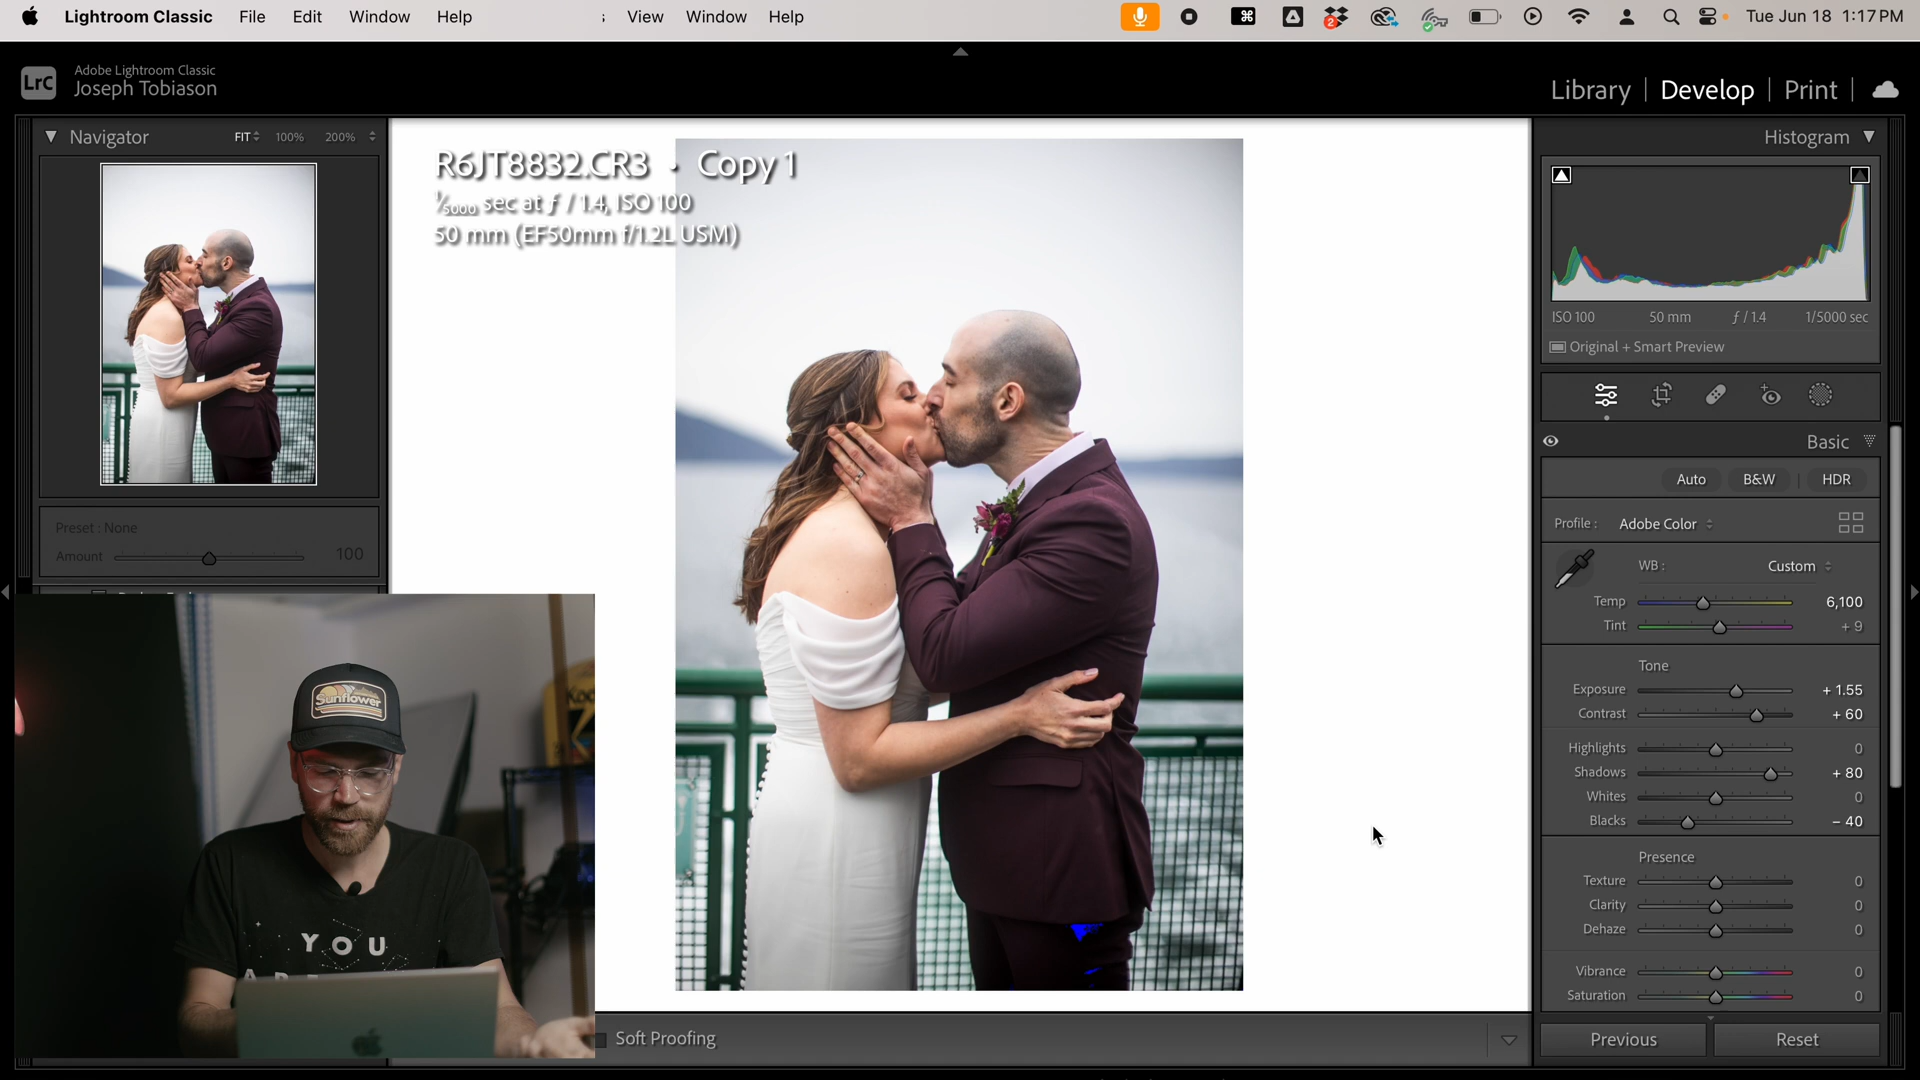 Lightroom Classic File Edit Window Help View Window Help Tue Jun 18 1:17 PM
2
LrC
Adobe Lightroom Classic
Joseph Tobiason
Library | Develop | Print
Navigator FIT 100% 200%
Histogram
R6JT8832.CR3 · Copy 1
1/5000 sec at ƒ / 1.4, ISO 100
50 mm (EF50mm f/1.2L USM)
ISO 100 50 mm ƒ / 1.4 1/5000 sec
Original + Smart Preview
Basic
Auto B&W | HDR
Profile : Adobe Color
Preset : None
Amount 100
WB : Custom
Temp 6,100
Tint + 9
Tone
Exposure + 1.55
Contrast + 60
Highlights 0
Shadows + 80
Whites 0
Blacks – 40
Presence
Texture 0
Clarity 0
Dehaze 0
Vibrance 0
Saturation 0
Sunflower
YOU
Soft Proofing
Previous Reset